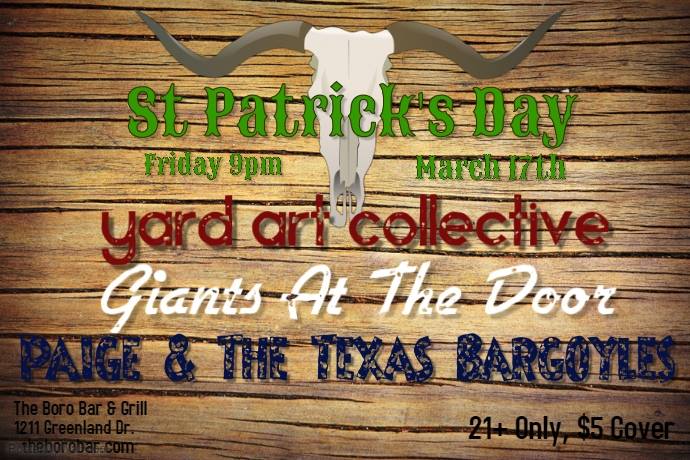 St Patrick's Day
Friday 9pm March 17th
yard art collective
Giants At The Door
PAIGE & THE TEXAS BARGOYLES
The Boro Bar & Grill
1211 Greenland Dr.
theborobar.com
21+ Only, $5 Cover